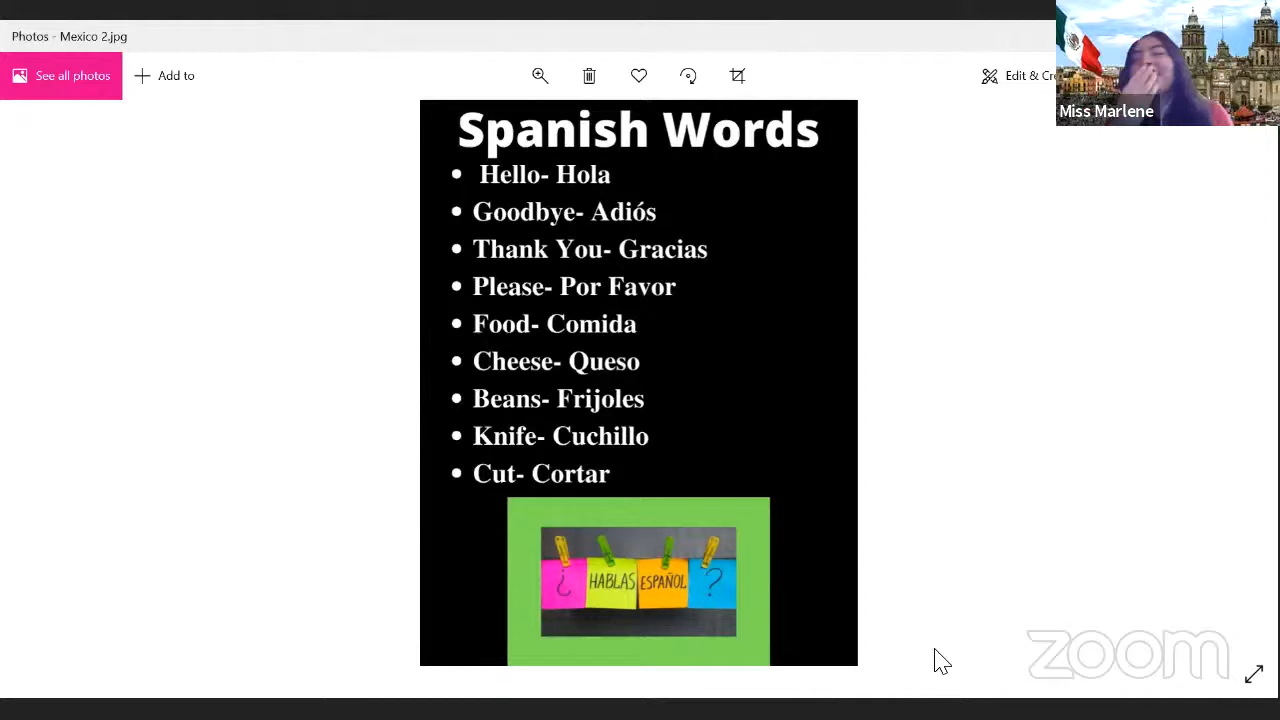 Photos - Mexico 2.jpg
See all photos
Add to
Edit & Cre
Miss Marlene
Spanish Words
• Hello- Hola
• Goodbye- Adiós
• Thank You- Gracias
• Please- Por Favor
• Food- Comida
• Cheese- Queso
• Beans- Frijoles
• Knife- Cuchillo
• Cut- Cortar
¿ HABLAS ESPAÑOL ?
zoom